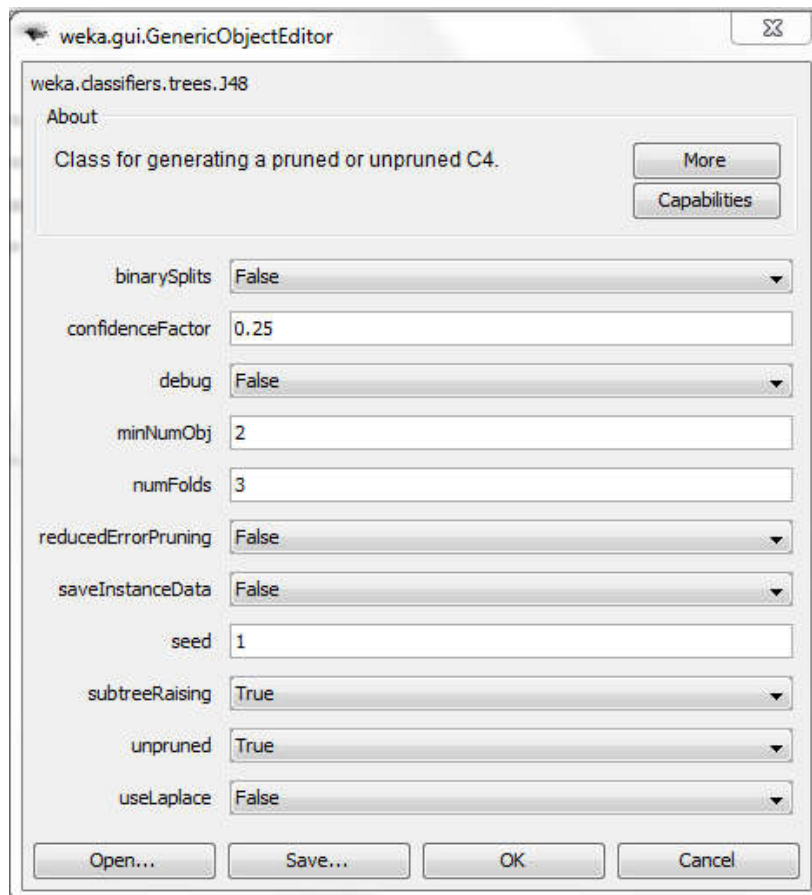 weka.gui.GenericObjectEditor
weka.classifiers.trees.J48
About
Class for generating a pruned or unpruned C4.
More
Capabilities
binarySplits False
confidenceFactor 0.25
debug False
minNumObj 2
numFolds 3
reducedErrorPruning False
saveInstanceData False
seed 1
subtreeRaising True
unpruned True
useLaplace False
Open... Save... OK Cancel